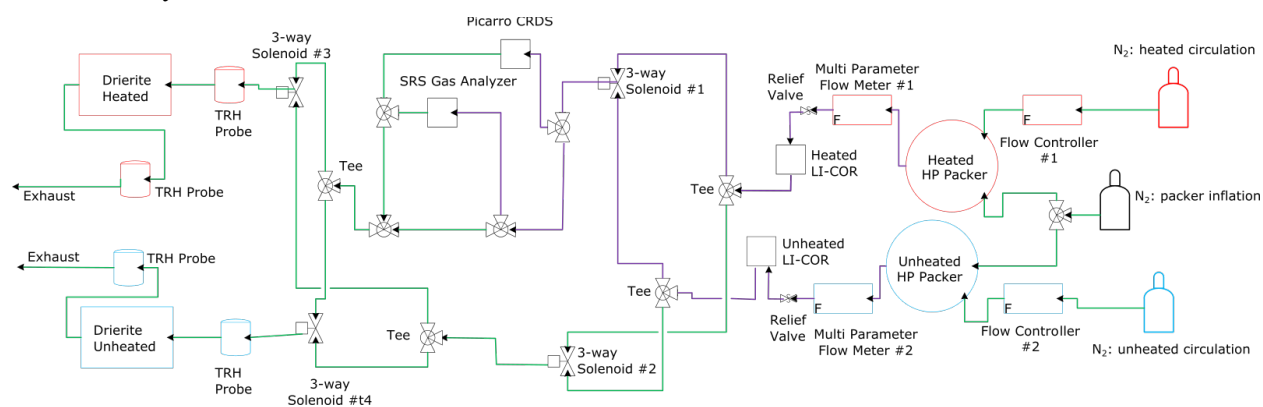 Picarro CRDS
3-way
Solenoid #3
N₂: heated circulation
Drierite
Heated
SRS Gas Analyzer
3-way
Solenoid #1
Relief
Valve
Multi Parameter
Flow Meter #1
F
F
TRH
Probe
Flow Controller
#1
Heated
LI-COR
Heated
HP Packer
Tee
Tee
TRH Probe
Exhaust
N₂: packer inflation
Exhaust
TRH Probe
Unheated
LI-COR
Unheated
HP Packer
Tee
F
F
Drierite
Unheated
Tee
Relief
Valve
Multi Parameter
Flow Meter #2
Flow Controller
#2
N₂: unheated circulation
3-way
Solenoid #2
TRH
Probe
3-way
Solenoid #t4